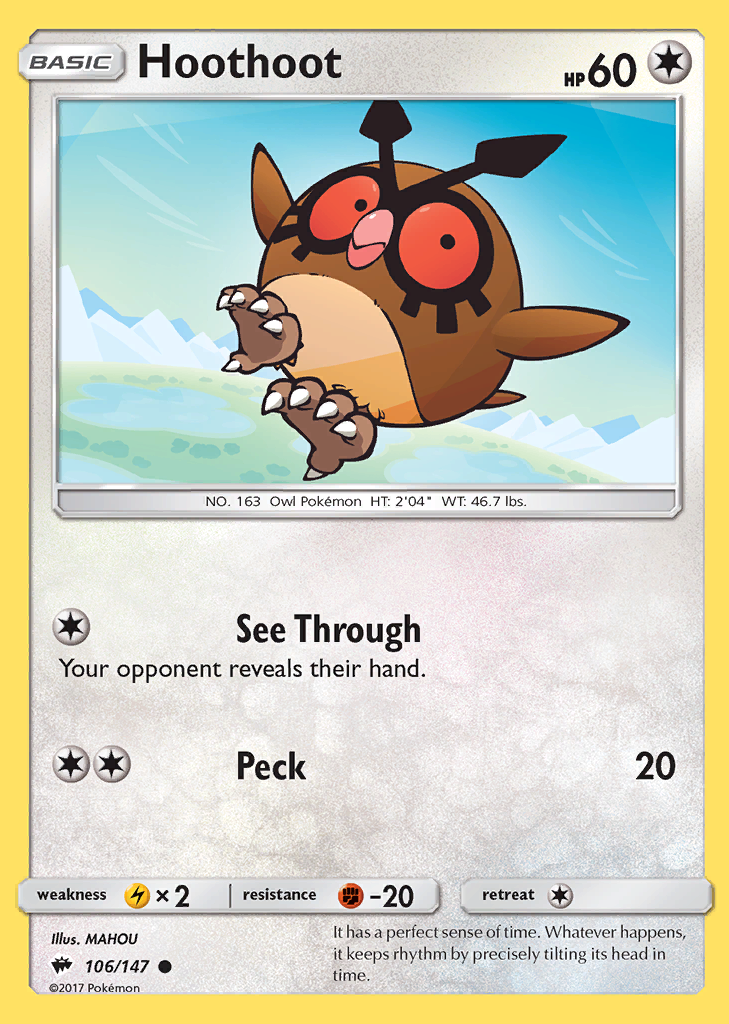 BASIC
Hoothoot
HP60
NO. 163 Owl Pokémon HT: 2'04" WT: 46.7 lbs.
See Through
Your opponent reveals their hand.
Peck 20
weakness × 2 resistance -20 retreat
Illus. MAHOU
106/147
©2017 Pokémon
It has a perfect sense of time. Whatever happens,
it keeps rhythm by precisely tilting its head in
time.